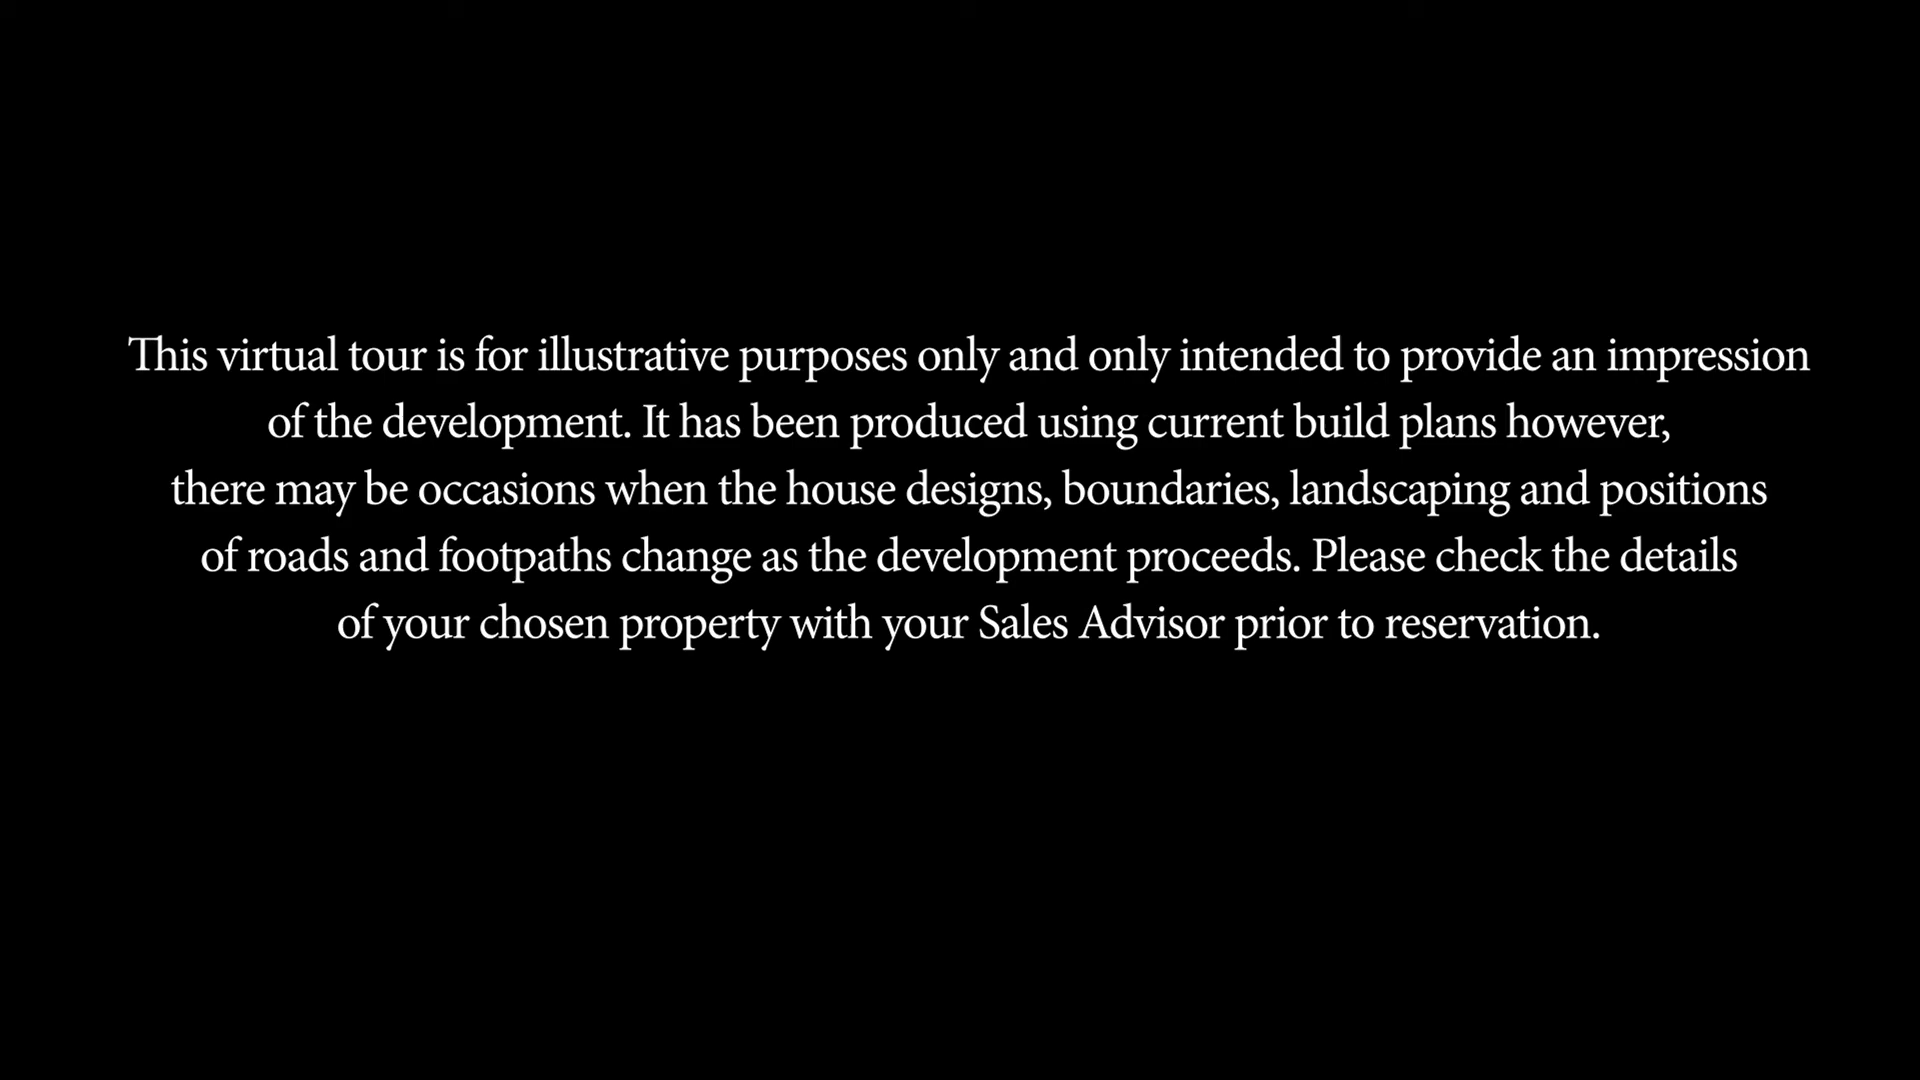 This virtual tour is for illustrative purposes only and only intended to provide an impression
of the development. It has been produced using current build plans however,
there may be occasions when the house designs, boundaries, landscaping and positions
of roads and footpaths change as the development proceeds. Please check the details
of your chosen property with your Sales Advisor prior to reservation.